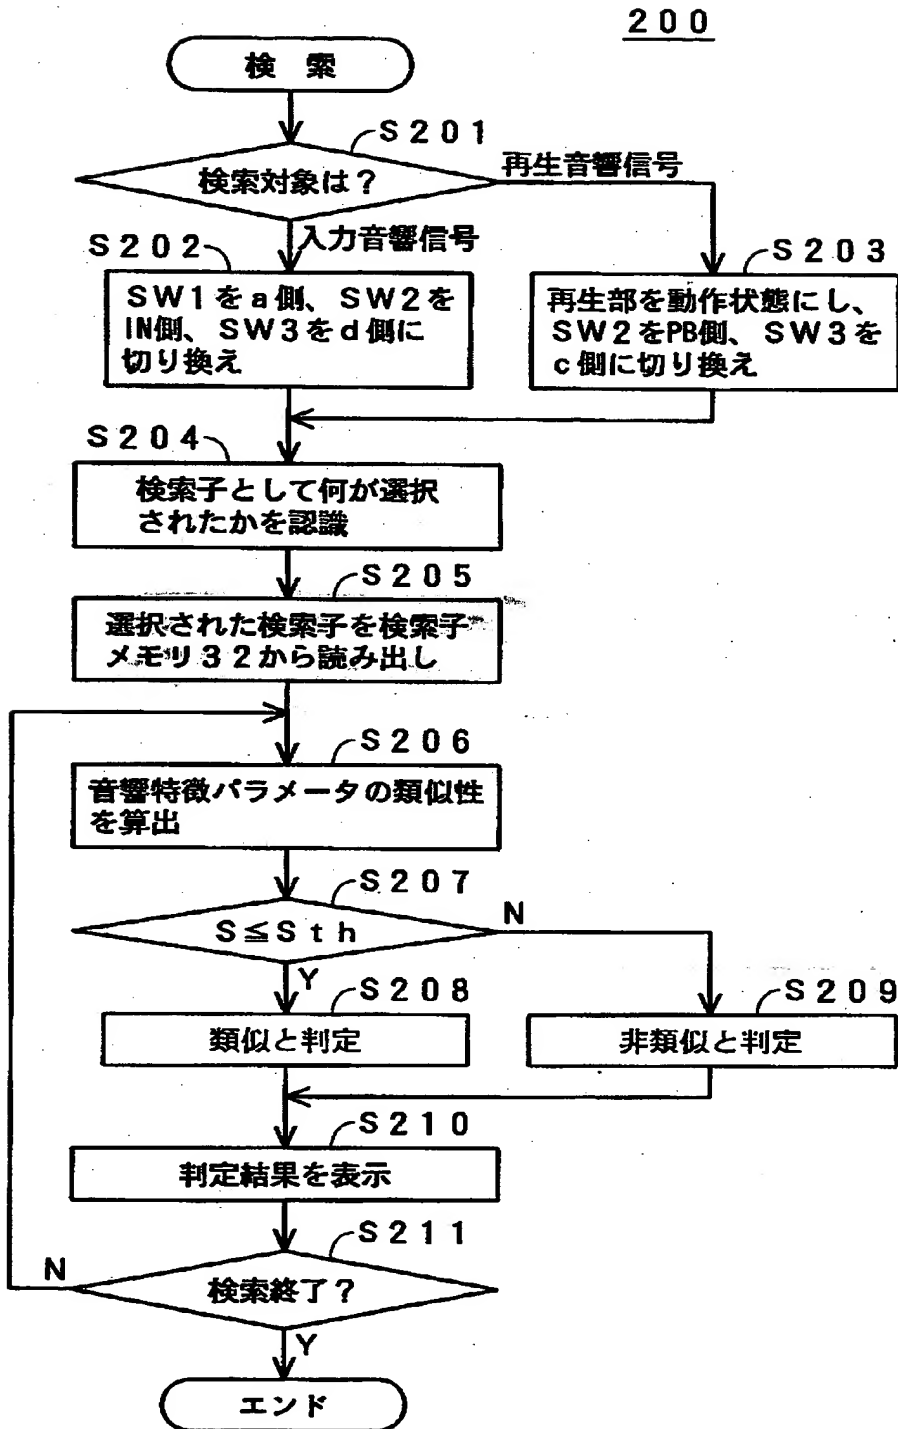 200
検 索
S201
検索対象は?
再生音響信号
入力音響信号
S202
SW1をa側、SW2を
IN側、SW3をd側に
切り換え
S203
再生部を動作状態にし、
SW2をPB側、SW3を
c側に切り換え
S204
検索子として何が選択
されたかを認識
S205
選択された検索子を検索子
メモリ32から読み出し
S206
音響特徴パラメータの類似性
を算出
S207
S≦Sth
N
Y
S208
類似と判定
S209
非類似と判定
S210
判定結果を表示
S211
検索終了?
N
Y
エンド